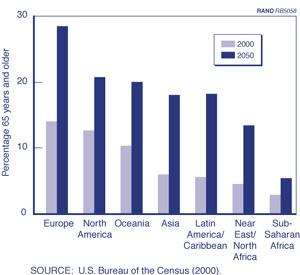 RAND RB5058
30
20
10
0
Percentage 65 years and older
2000
2050
Europe
North
America
Oceania
Asia
Latin
America/
Caribbean
Near
East/
North
Africa
Sub-
Saharan
Africa
SOURCE: U.S. Bureau of the Census (2000).